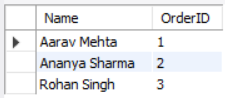 Name OrderID
Aarav Mehta 1
Ananya Sharma 2
Rohan Singh 3